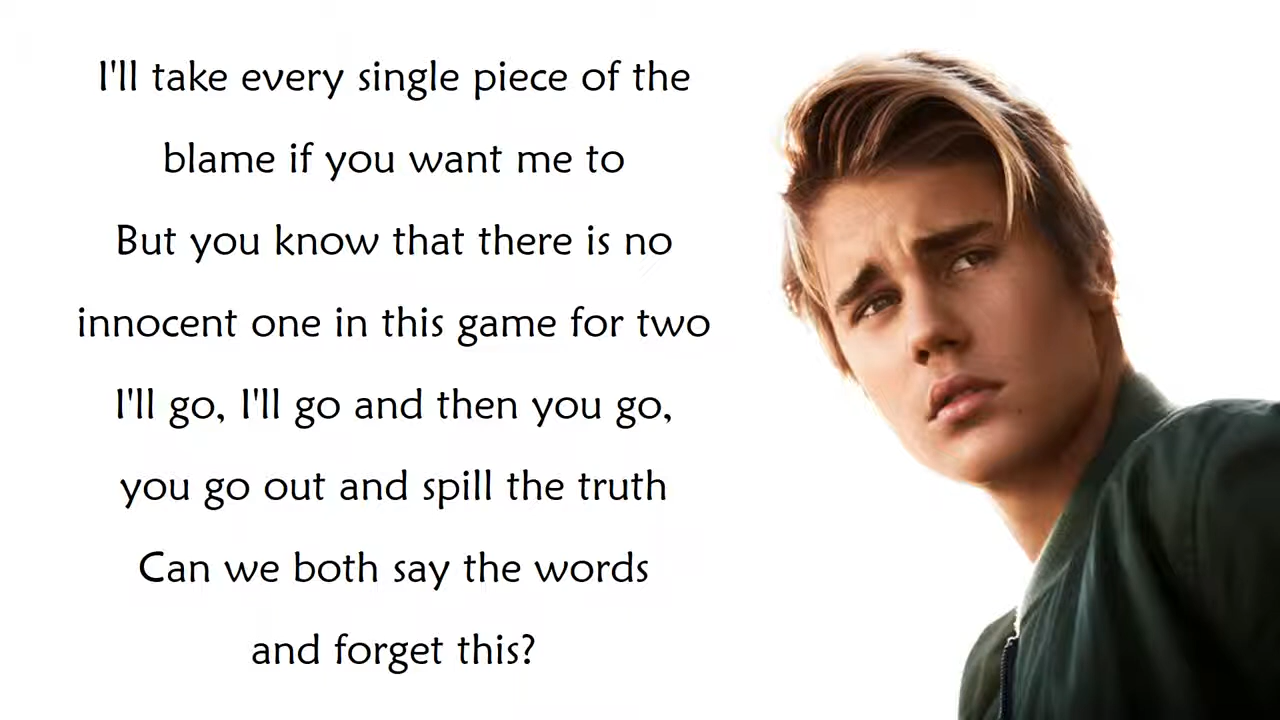 I'll take every single piece of the
blame if you want me to
But you know that there is no
innocent one in this game for two
I'll go, I'll go and then you go,
you go out and spill the truth
Can we both say the words
and forget this?